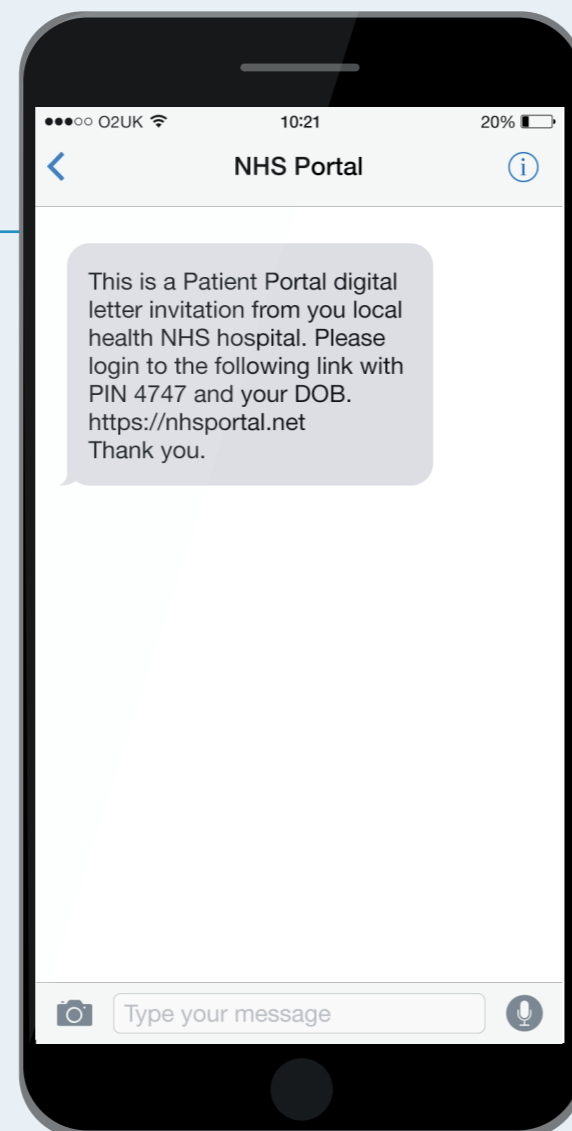 O2UK 10:21 20%
NHS Portal
This is a Patient Portal digital
letter invitation from you local
health NHS hospital. Please
login to the following link with
PIN 4747 and your DOB.
https://nhsportal.net
Thank you.
Type your message